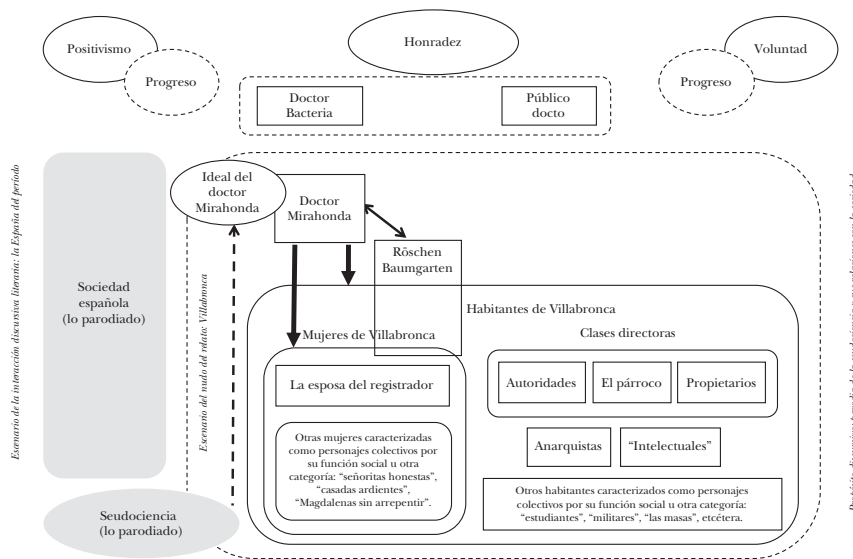 Positivismo
Progreso
Honradez
Voluntad
Progreso
Doctor
Bacteria
Público
docto
Escenario de la interacción discursiva literaria: la España del período
Sociedad
española
(lo parodiado)
Seudociencia
(lo parodiado)
Escenario del nudo del relato: Villabronca
Ideal del
doctor
Mirahonda
Doctor
Mirahonda
Röschen
Baumgarten
Habitantes de Villabronca
Mujeres de Villabronca
La esposa del registrador
Otras mujeres caracterizadas
como personajes colectivos por
su función social u otra
categoría: “señoritas honestas”,
“casadas ardientes”,
“Magdalenas sin arrepentir”.
Clases directoras
Autoridades
El párroco
Propietarios
Anarquistas
“Intelectuales”
Otros habitantes caracterizados como personajes
colectivos por su función social u otra categoría:
“estudiantes”, “militares”, “las masas”, etcétera.